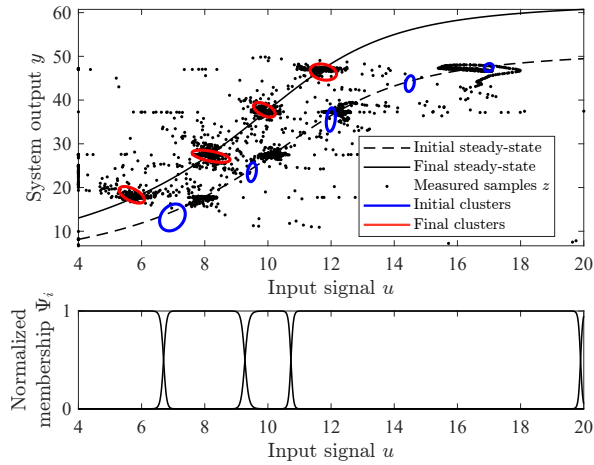 System output y
60
50
40
30
20
10
4 6 8 10 12 14 16 18 20
Input signal u
Initial steady-state
Final steady-state
Measured samples z
Initial clusters
Final clusters
Normalized
membership Ψi
1
0
4 6 8 10 12 14 16 18 20
Input signal u